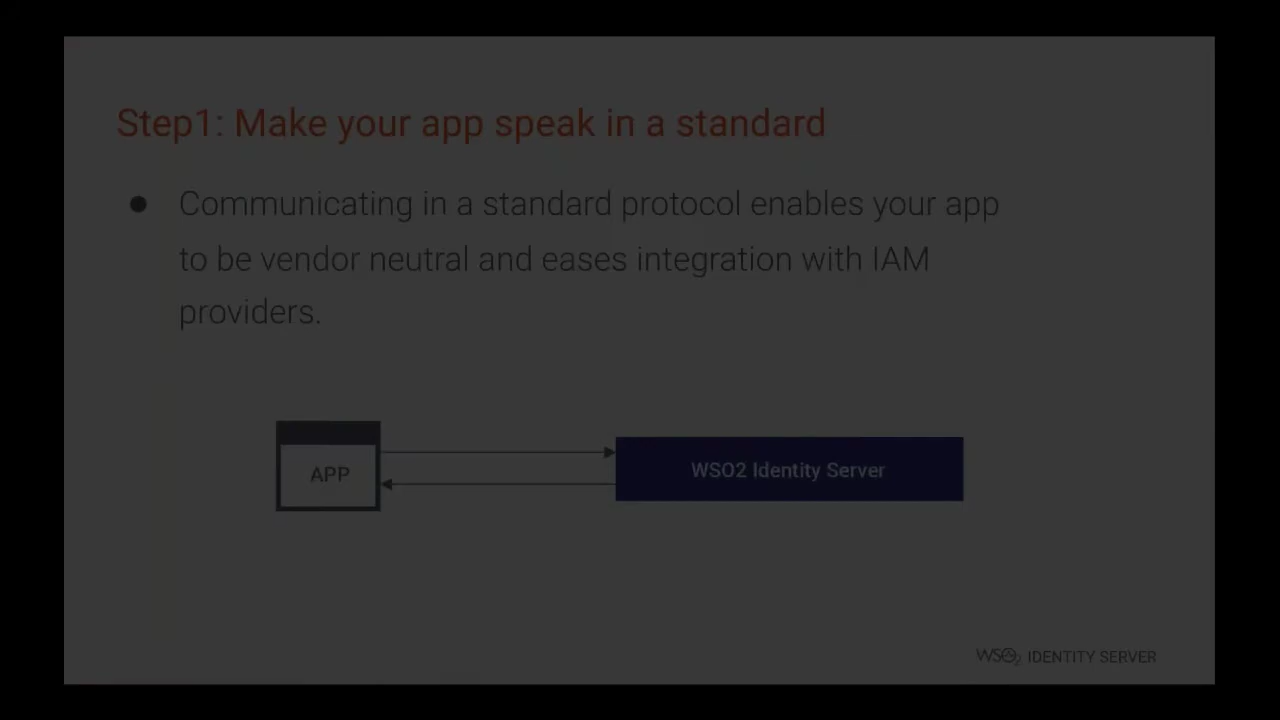 Step1: Make your app speak in a standard
● Communicating in a standard protocol enables your app
to be vendor neutral and eases integration with IAM
providers.
APP
WSO2 Identity Server
WSO2 IDENTITY SERVER